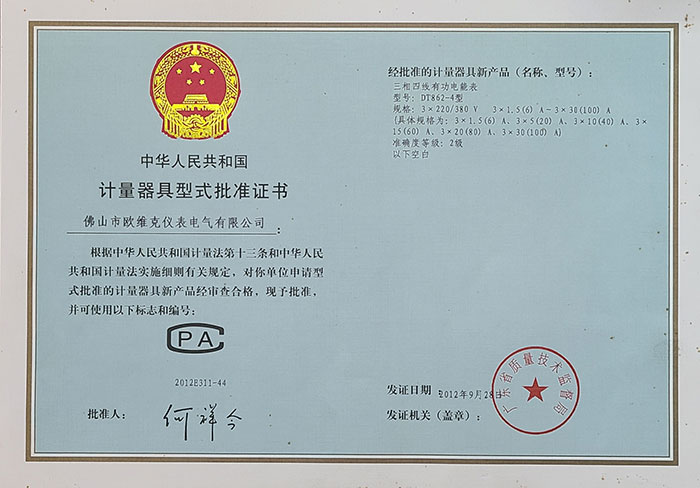 中华人民共和国
计量器具型式批准证书
佛山市欧维克仪表电气有限公司：
根据中华人民共和国计量法第十三条和中华人民
共和国计量法实施细则有关规定，对你单位申请型
式批准的计量器具新产品经审查合格，现予批准，
并可使用以下标志和编号：
CPA
2012E311-44
批准人：
经批准的计量器具新产品（名称、型号）：
三相四线有功电能表
型号：DT862-4型
规格：3×220/380 V 3×1.5(6) A-3×30(100) A
(具体规格为：3×1.5(6) A、3×5(20) A、3×10(40) A、3×
15(60) A、3×20(80) A、3×30(100) A)
准确度等级：2级
以下空白
发证日期 2012年9月28日
发证机关（盖章）：
广东省质量技术监督局